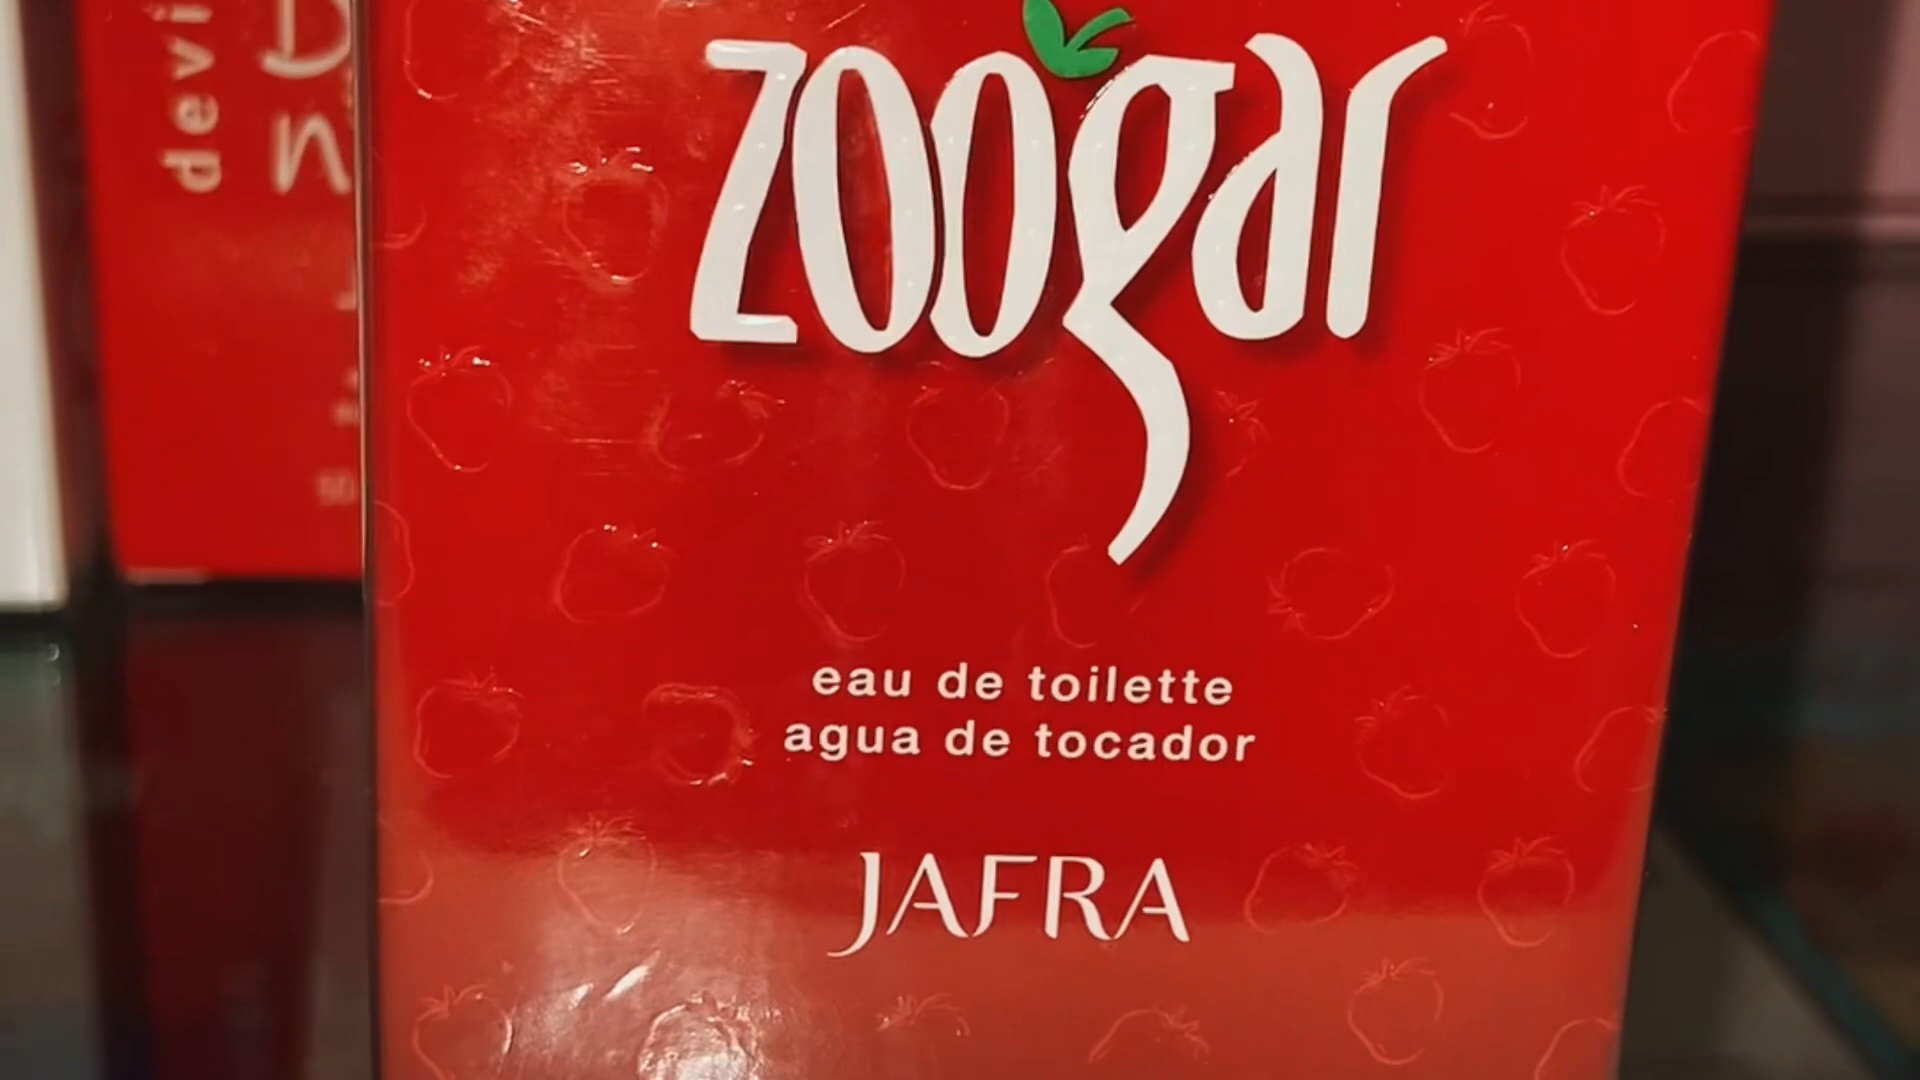 zoogar
eau de toilette
agua de tocador
JAFRA
devi